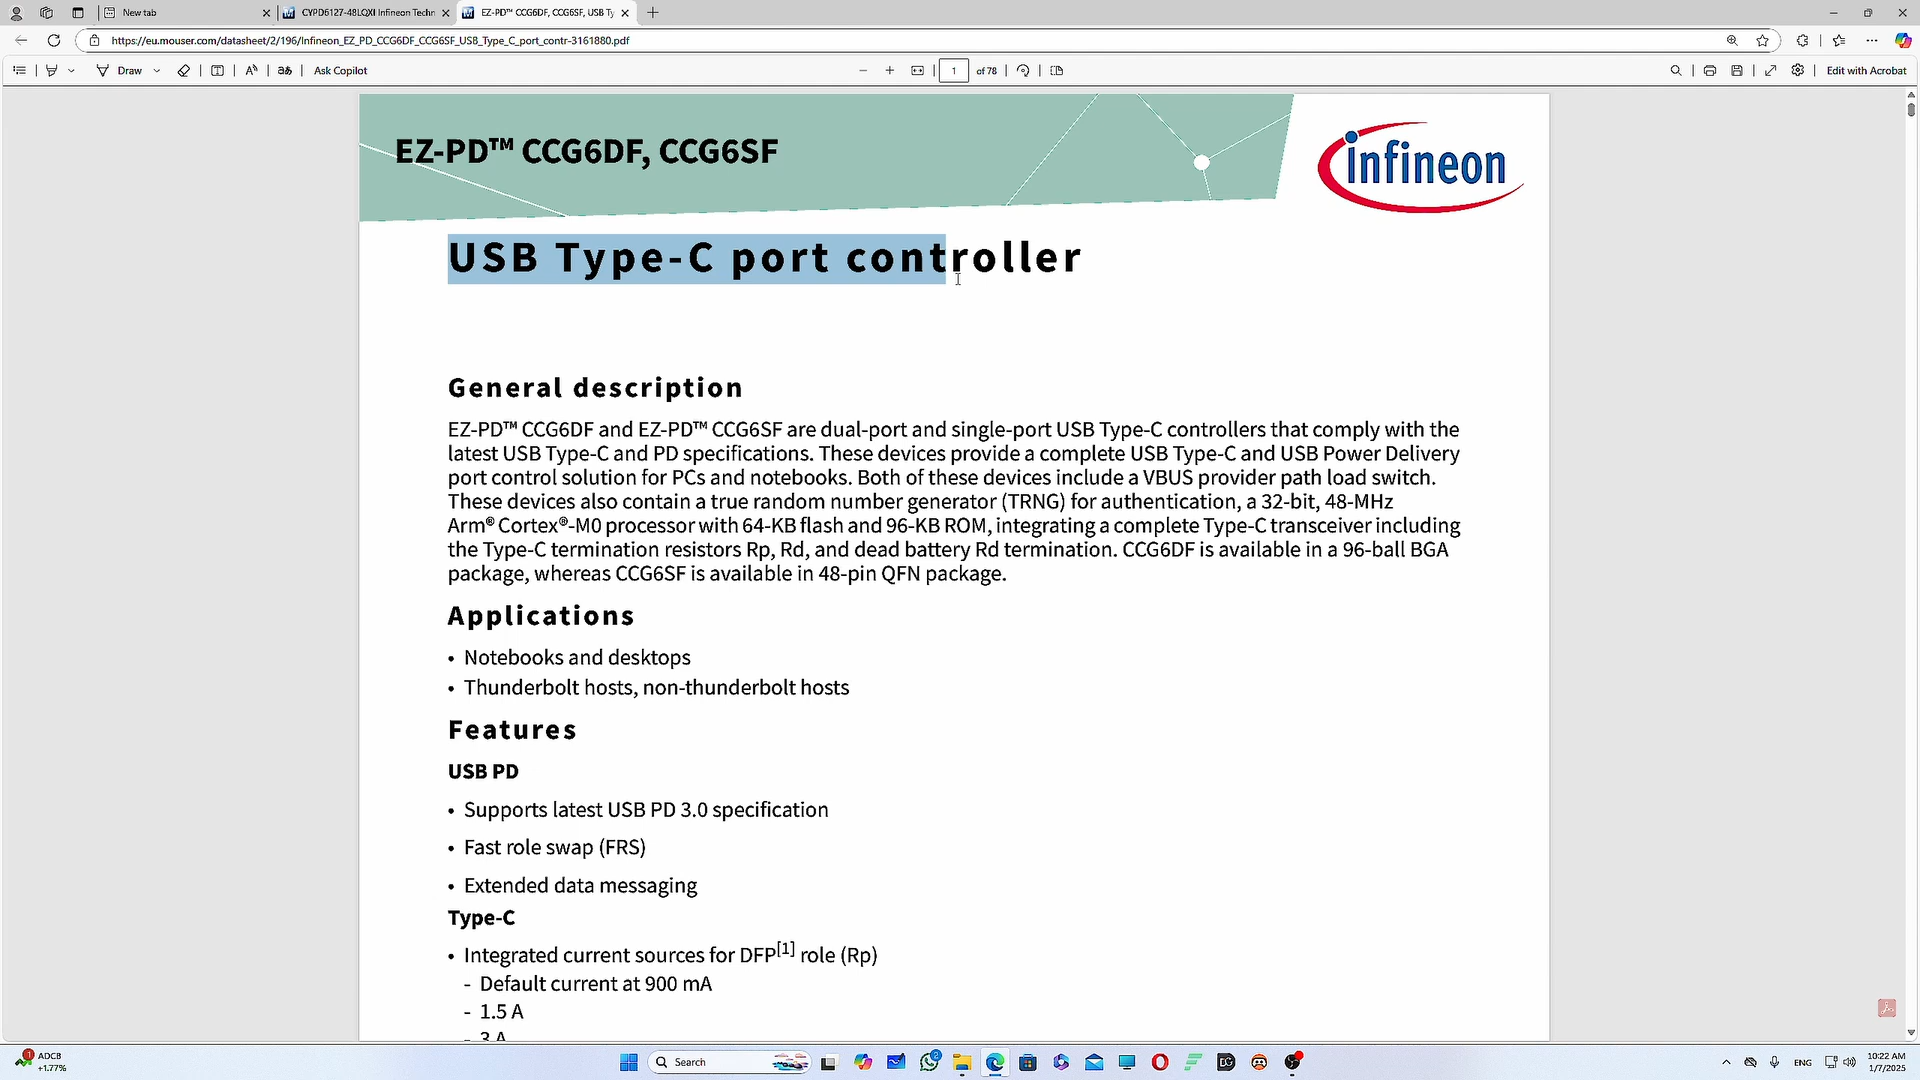 New tab
CYPD6127-48LQXI Infineon Techn
EZ-PD™ CCG6DF, CCG6SF, USB Ty
https://eu.mouser.com/datasheet/2/196/Infineon_EZ_PD_CCG6DF_CCG6SF_USB_Type_C_port_contr-3161880.pdf
Draw
Ask Copilot
1 of 78
Edit with Acrobat
EZ-PD™ CCG6DF, CCG6SF
infineon
USB Type-C port controller
General description
EZ-PD™ CCG6DF and EZ-PD™ CCG6SF are dual-port and single-port USB Type-C controllers that comply with the
latest USB Type-C and PD specifications. These devices provide a complete USB Type-C and USB Power Delivery
port control solution for PCs and notebooks. Both of these devices include a VBUS provider path load switch.
These devices also contain a true random number generator (TRNG) for authentication, a 32-bit, 48-MHz
Arm® Cortex®-M0 processor with 64-KB flash and 96-KB ROM, integrating a complete Type-C transceiver including
the Type-C termination resistors Rp, Rd, and dead battery Rd termination. CCG6DF is available in a 96-ball BGA
package, whereas CCG6SF is available in 48-pin QFN package.
Applications
• Notebooks and desktops
• Thunderbolt hosts, non-thunderbolt hosts
Features
USB PD
• Supports latest USB PD 3.0 specification
• Fast role swap (FRS)
• Extended data messaging
Type-C
• Integrated current sources for DFP[1] role (Rp)
- Default current at 900 mA
- 1.5 A
- 3 A
ADCB
+1.77%
Search
ENG
10:22 AM
1/7/2025